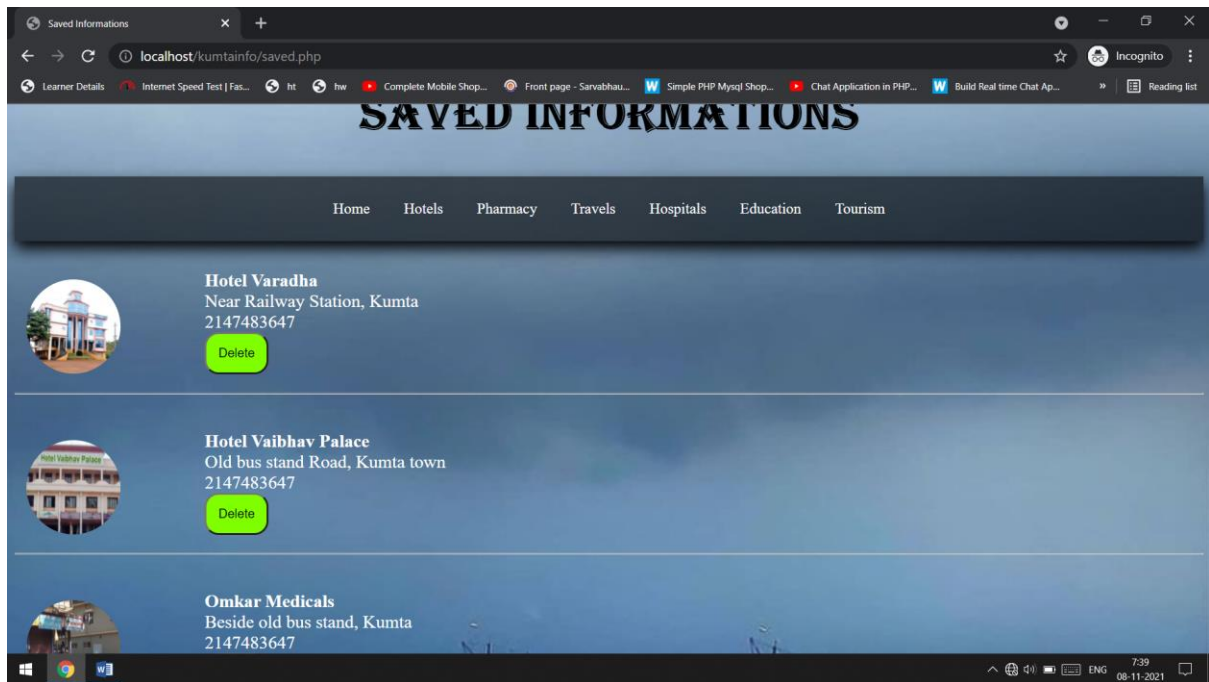 Saved Informations
localhost/kumtainfo/saved.php
Incognito
Learner Details Internet Speed Test | Fas... ht hw Complete Mobile Shop... Front page - Sarvabhau... Simple PHP Mysql Shop... Chat Application in PHP... Build Real time Chat Ap... » Reading list
SAVED INFORMATIONS
Home Hotels Pharmacy Travels Hospitals Education Tourism
Hotel Varadha
Near Railway Station, Kumta
2147483647
Delete
Hotel Vaibhav Palace
Hotel Vaibhav Palace
Old bus stand Road, Kumta town
2147483647
Delete
Omkar Medicals
Beside old bus stand, Kumta
2147483647
ENG
7:39
08-11-2021